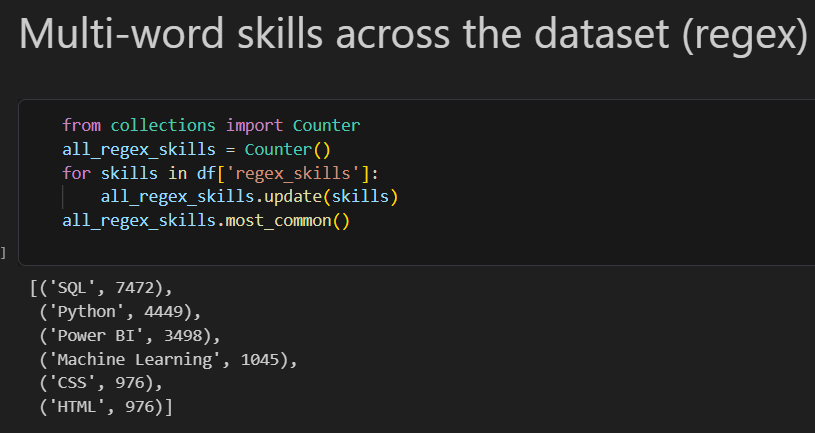 Multi-word skills across the dataset (regex)
from collections import Counter
all_regex_skills = Counter()
for skills in df['regex_skills']:
    all_regex_skills.update(skills)
all_regex_skills.most_common()
]
[('SQL', 7472),
 ('Python', 4449),
 ('Power BI', 3498),
 ('Machine Learning', 1045),
 ('CSS', 976),
 ('HTML', 976)]